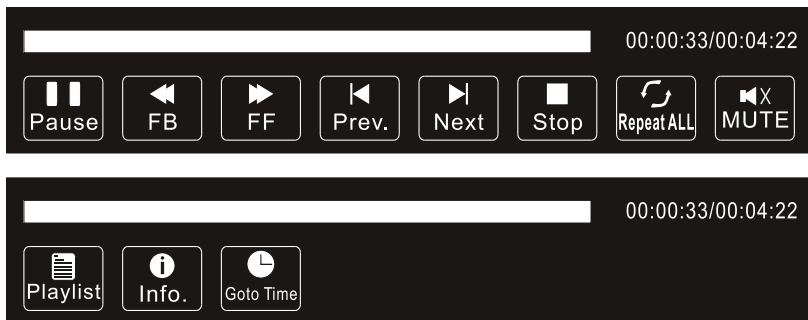 00:00:33/00:04:22
Pause FB FF Prev. Next Stop Repeat ALL MUTE
00:00:33/00:04:22
Playlist Info. Goto Time